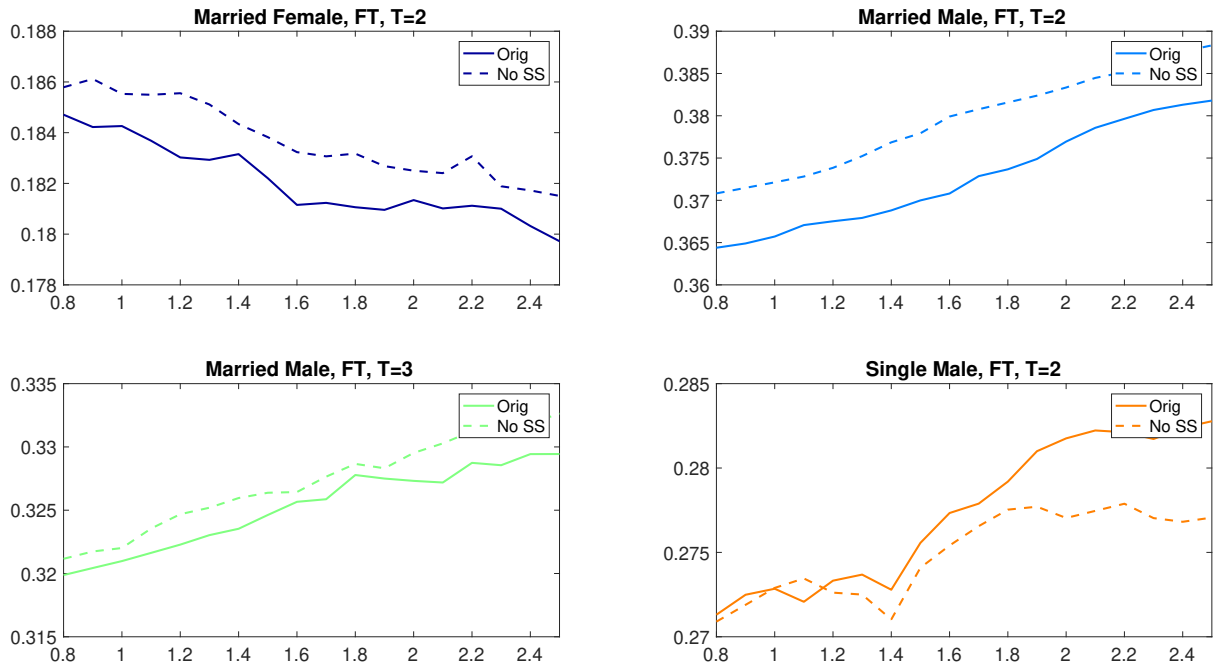 Married Female, FT, T=2
0.188
0.186
0.184
0.182
0.18
0.178
0.8 1 1.2 1.4 1.6 1.8 2 2.2 2.4
Orig
No SS
Married Male, FT, T=2
0.39
0.385
0.38
0.375
0.37
0.365
0.36
0.8 1 1.2 1.4 1.6 1.8 2 2.2 2.4
Orig
No SS
Married Male, FT, T=3
0.335
0.33
0.325
0.32
0.315
0.8 1 1.2 1.4 1.6 1.8 2 2.2 2.4
Orig
No SS
Single Male, FT, T=2
0.285
0.28
0.275
0.27
0.8 1 1.2 1.4 1.6 1.8 2 2.2 2.4
Orig
No SS